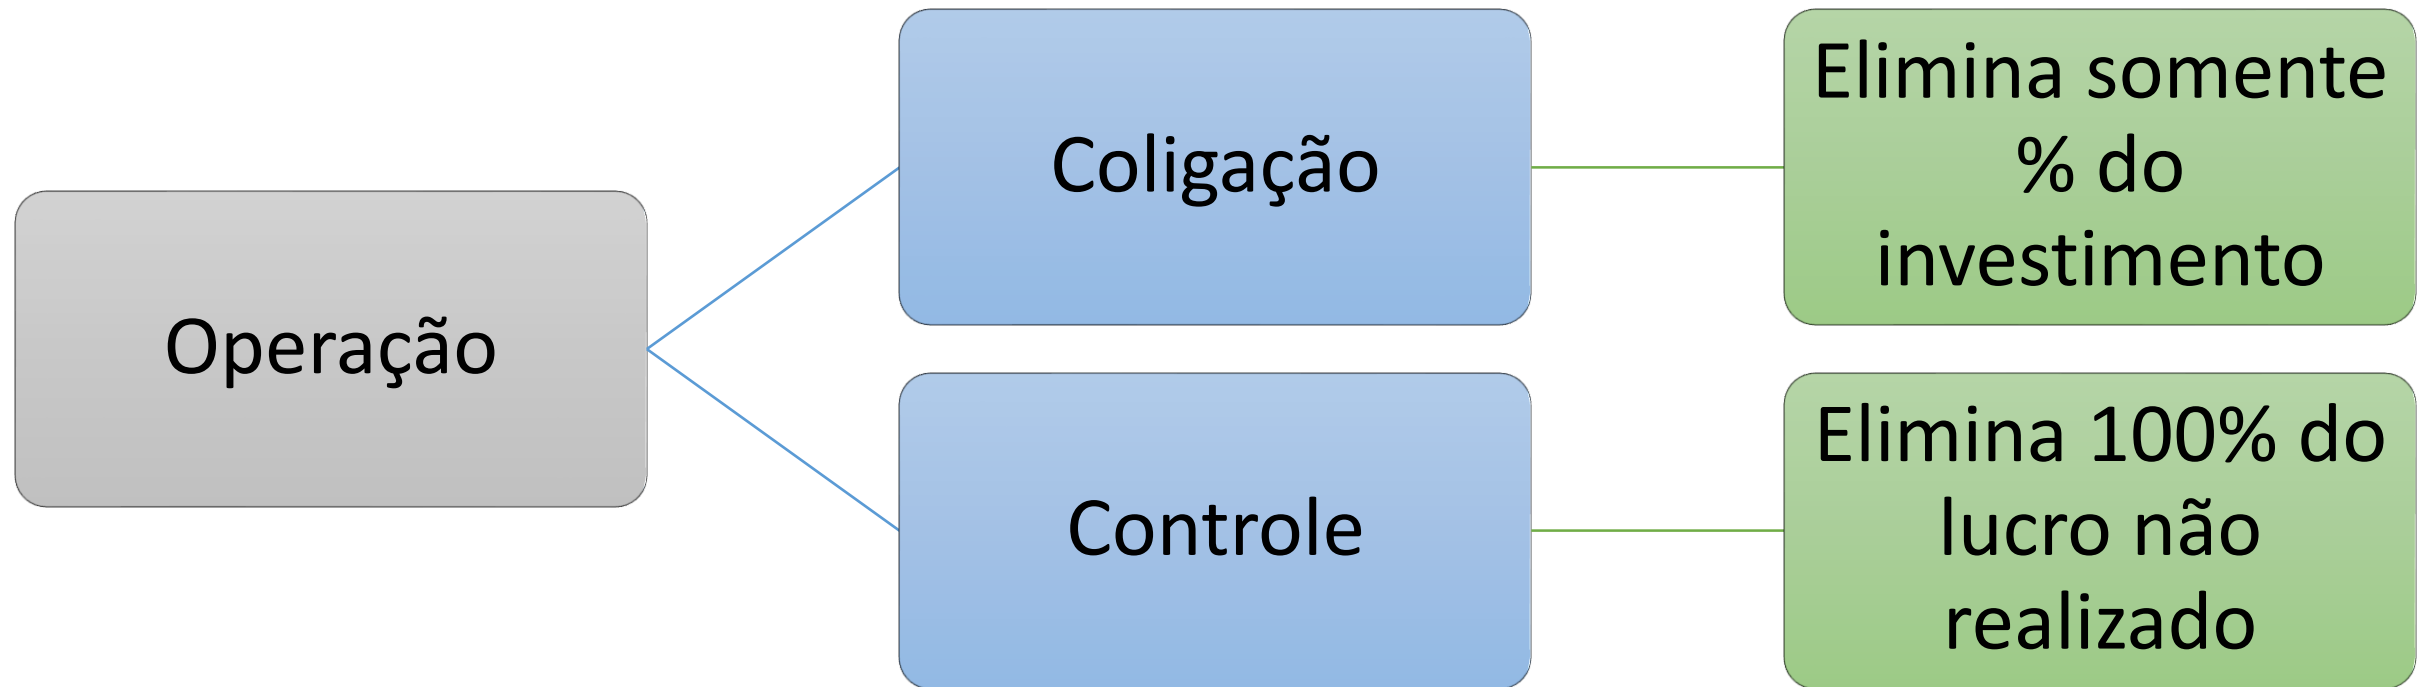 Operação
Coligação
Elimina somente
% do
investimento
Controle
Elimina 100% do
lucro não
realizado